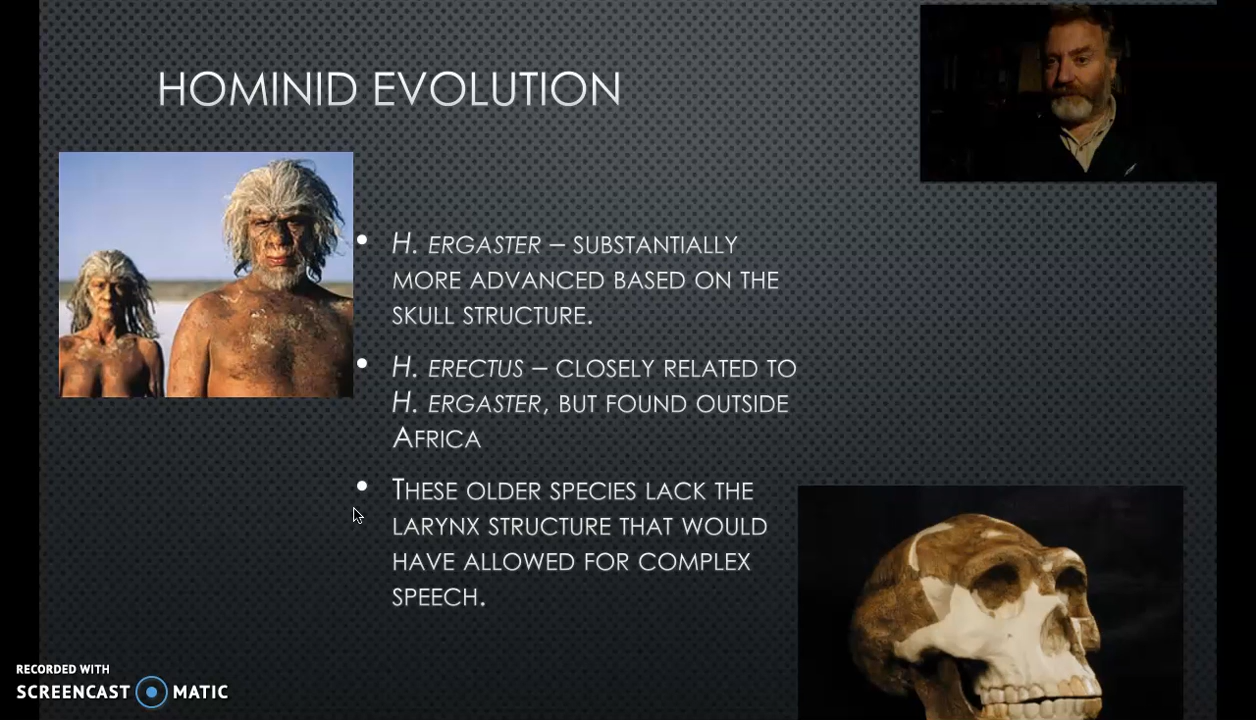 HOMINID EVOLUTION
H. ERGASTER – SUBSTANTIALLY
MORE ADVANCED BASED ON THE
SKULL STRUCTURE.
H. ERECTUS – CLOSELY RELATED TO
H. ERGASTER, BUT FOUND OUTSIDE
AFRICA
THESE OLDER SPECIES LACK THE
LARYNX STRUCTURE THAT WOULD
HAVE ALLOWED FOR COMPLEX
SPEECH.
RECORDED WITH
SCREENCAST MATIC